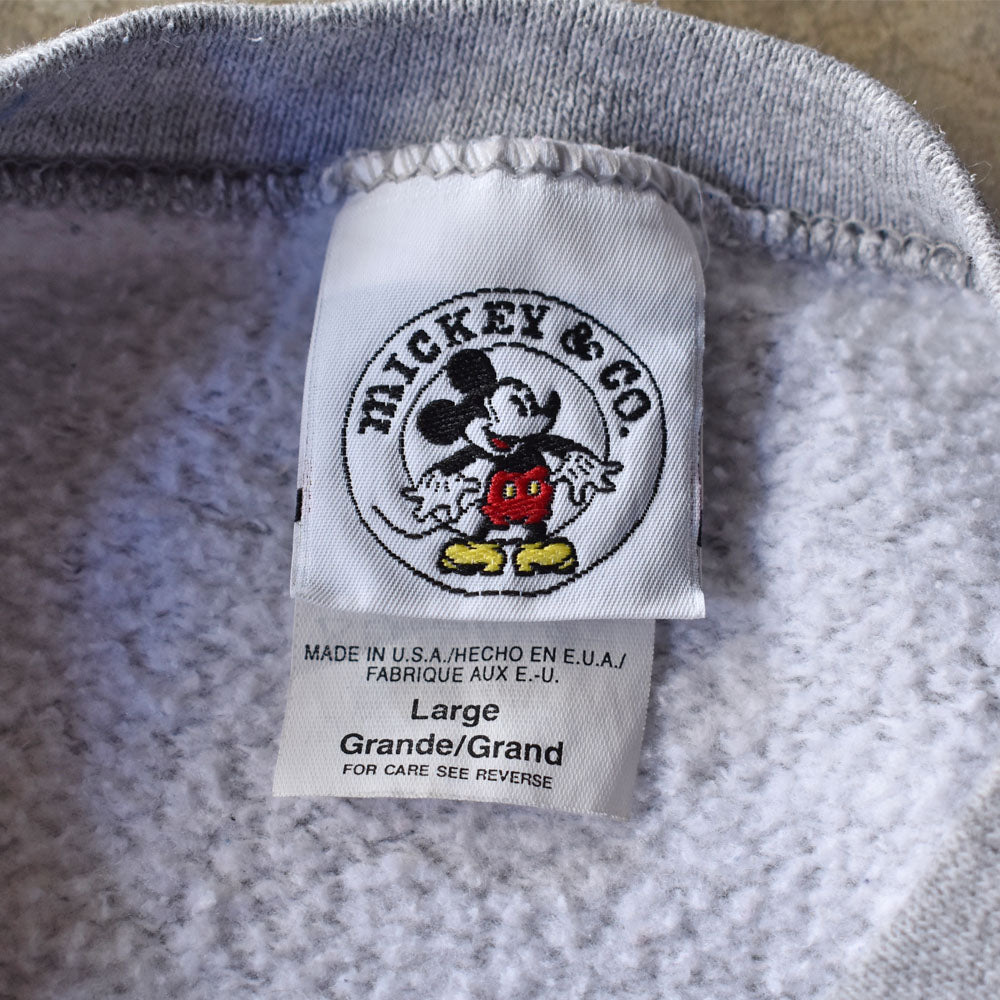 MICKEY & CO.
MADE IN U.S.A./HECHO EN E.U.A./
FABRIQUE AUX E.-U.
Large
Grande/Grand
FOR CARE SEE REVERSE